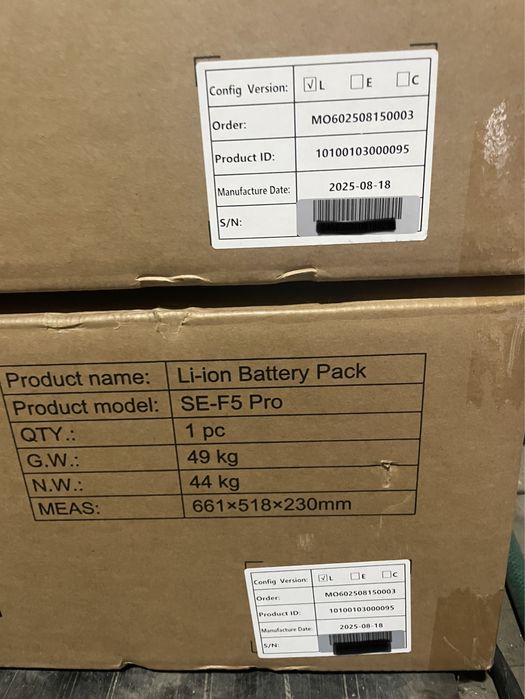 Config Version: ☑L ☐E ☐C
Order: MO602508150003
Product ID: 10100103000095
Manufacture Date: 2025-08-18
S/N:
Product name: Li-ion Battery Pack
Product model: SE-F5 Pro
QTY.: 1 pc
G.W.: 49 kg
N.W.: 44 kg
MEAS: 661×518×230mm
Config Version: ☑L ☐E ☐C
Order: MO602508150003
Product ID: 10100103000095
Manufacture Date: 2025-08-18
S/N: